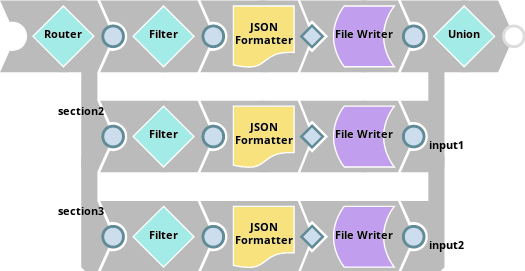 Router
Filter
JSON
Formatter
File Writer
Union
section2
Filter
JSON
Formatter
File Writer
input1
section3
Filter
JSON
Formatter
File Writer
input2